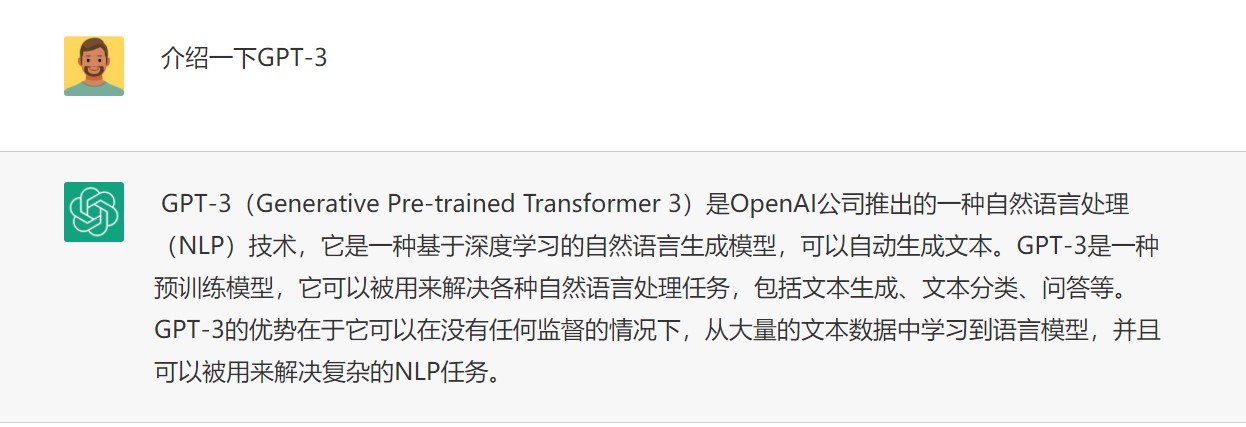 介绍一下GPT-3
GPT-3（Generative Pre-trained Transformer 3）是OpenAI公司推出的一种自然语言处理
（NLP）技术，它是一种基于深度学习的自然语言生成模型，可以自动生成文本。GPT-3是一种
预训练模型，它可以被用来解决各种自然语言处理任务，包括文本生成、文本分类、问答等。
GPT-3的优势在于它可以在没有任何监督的情况下，从大量的文本数据中学习到语言模型，并且
可以被用来解决复杂的NLP任务。